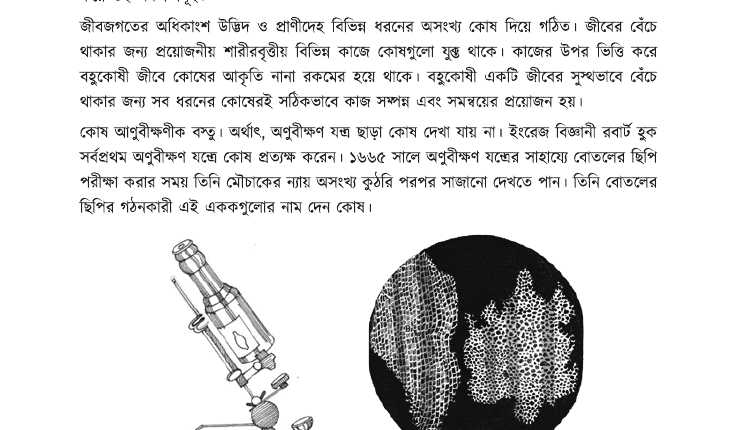 জীবজগতের অধিকাংশ উদ্ভিদ ও প্রাণীদেহ বিভিন্ন ধরনের অসংখ্য কোষ দিয়ে গঠিত। জীবের বেঁচে
থাকার জন্য প্রয়োজনীয় শারীরবৃত্তীয় বিভিন্ন কাজে কোষগুলো যুক্ত থাকে। কাজের উপর ভিত্তি করে
বহুকোষী জীবে কোষের আকৃতি নানা রকমের হয়ে থাকে। বহুকোষী একটি জীবের সুস্থভাবে বেঁচে
থাকার জন্য সব ধরনের কোষেরই সঠিকভাবে কাজ সম্পন্ন এবং সমন্বয়ের প্রয়োজন হয়।
কোষ আণুবীক্ষণীক বস্তু। অর্থাৎ, অণুবীক্ষণ যন্ত্র ছাড়া কোষ দেখা যায় না। ইংরেজ বিজ্ঞানী রবার্ট হুক
সর্বপ্রথম অণুবীক্ষণ যন্ত্রে কোষ প্রত্যক্ষ করেন। ১৬৬৫ সালে অণুবীক্ষণ যন্ত্রের সাহায্যে বোতলের ছিপি
পরীক্ষা করার সময় তিনি মৌচাকের ন্যায় অসংখ্য কুঠরি পরপর সাজানো দেখতে পান। তিনি বোতলের
ছিপির গঠনকারী এই এককগুলোর নাম দেন কোষ।